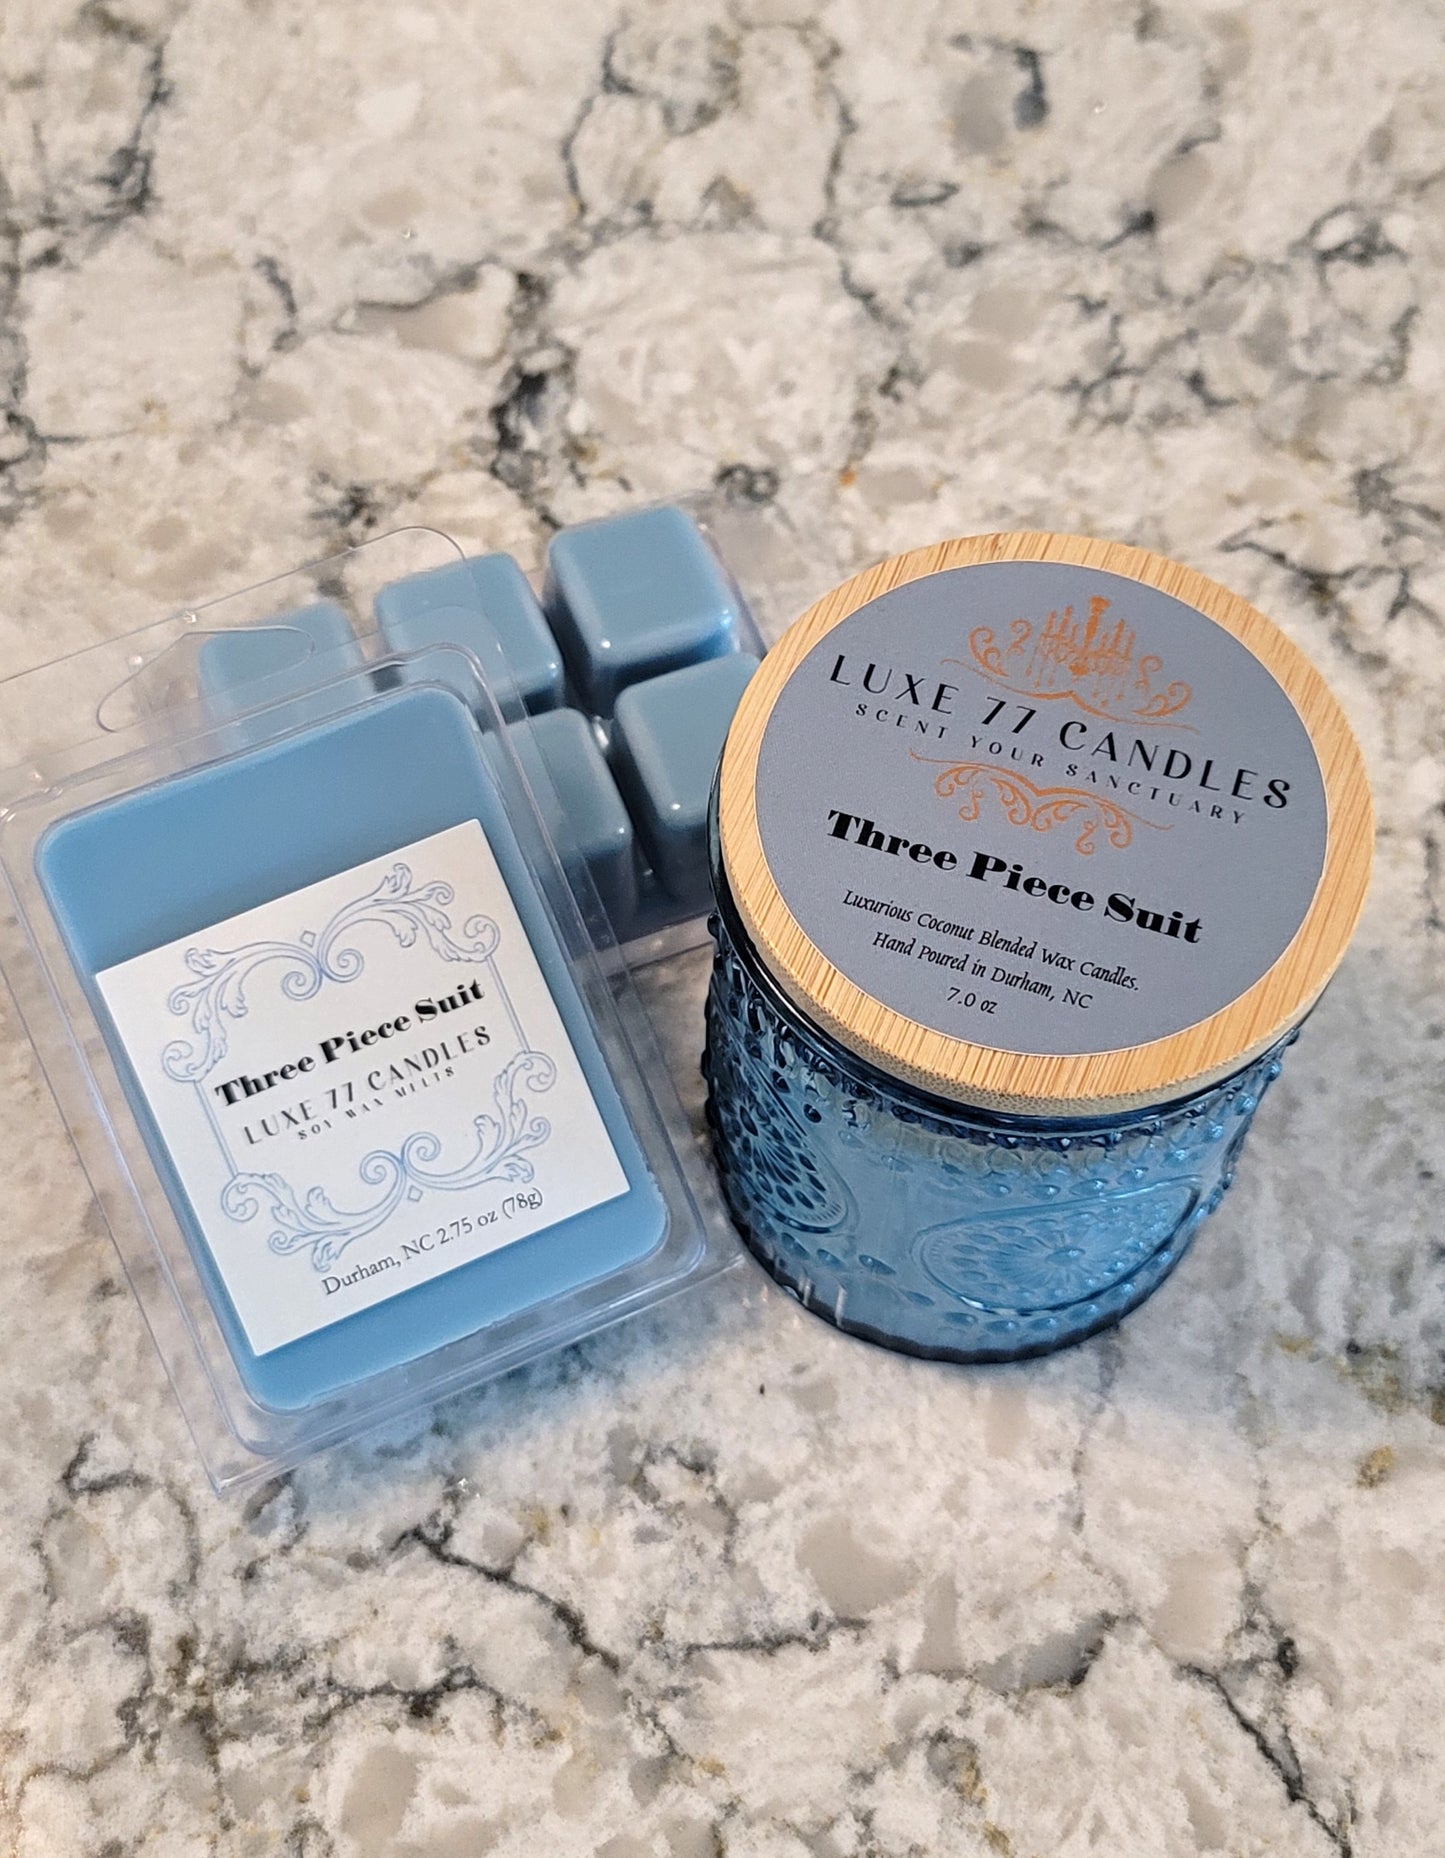 Three Piece Suit
LUXE 77 CANDLES
SOY WAX MELTS
Durham, NC 2.75 oz (78g)
LUXE 77 CANDLES
SCENT YOUR SANCTUARY
Three Piece Suit
Luxurious Coconut Blended Wax Candles.
Hand Poured in Durham, NC
7.0 oz